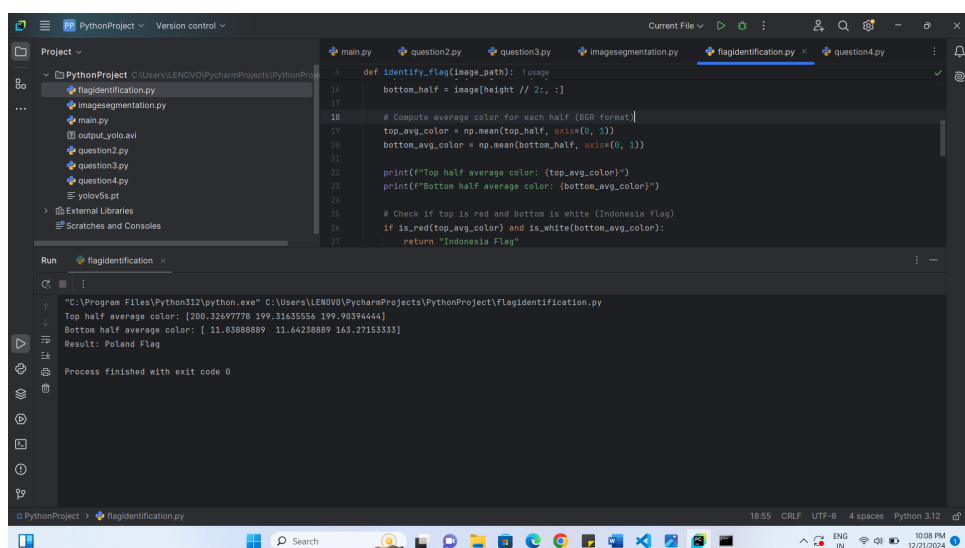 PP PythonProject Version control Current File
Project
main.py question2.py question3.py imagesegmentation.py flagidentification.py question4.py
PythonProject C:\Users\LENOVO\PycharmProjects\PythonProje
flagidentification.py
imagesegmentation.py
main.py
output_yolo.avi
question2.py
question3.py
question4.py
yolov5s.pt
External Libraries
Scratches and Consoles
4 def identify_flag(image_path): 1 usage
16 bottom_half = image[height // 2:, :]
17
18 # Compute average color for each half (BGR format)
19 top_avg_color = np.mean(top_half, axis=(0, 1))
20 bottom_avg_color = np.mean(bottom_half, axis=(0, 1))
21
22 print(f"Top half average color: {top_avg_color}")
23 print(f"Bottom half average color: {bottom_avg_color}")
24
25 # Check if top is red and bottom is white (Indonesia flag)
26 if is_red(top_avg_color) and is_white(bottom_avg_color):
27 return "Indonesia Flag"
Run flagidentification
"C:\Program Files\Python312\python.exe" C:\Users\LENOVO\PycharmProjects\PythonProject\flagidentification.py
Top half average color: [200.32697778 199.31635556 199.90394444]
Bottom half average color: [ 11.83888889 11.64238889 163.27153333]
Result: Poland Flag
Process finished with exit code 0
PythonProject > flagidentification.py 18:55 CRLF UTF-8 4 spaces Python 3.12
Search
ENG
IN
10:08 PM
12/21/2024
1